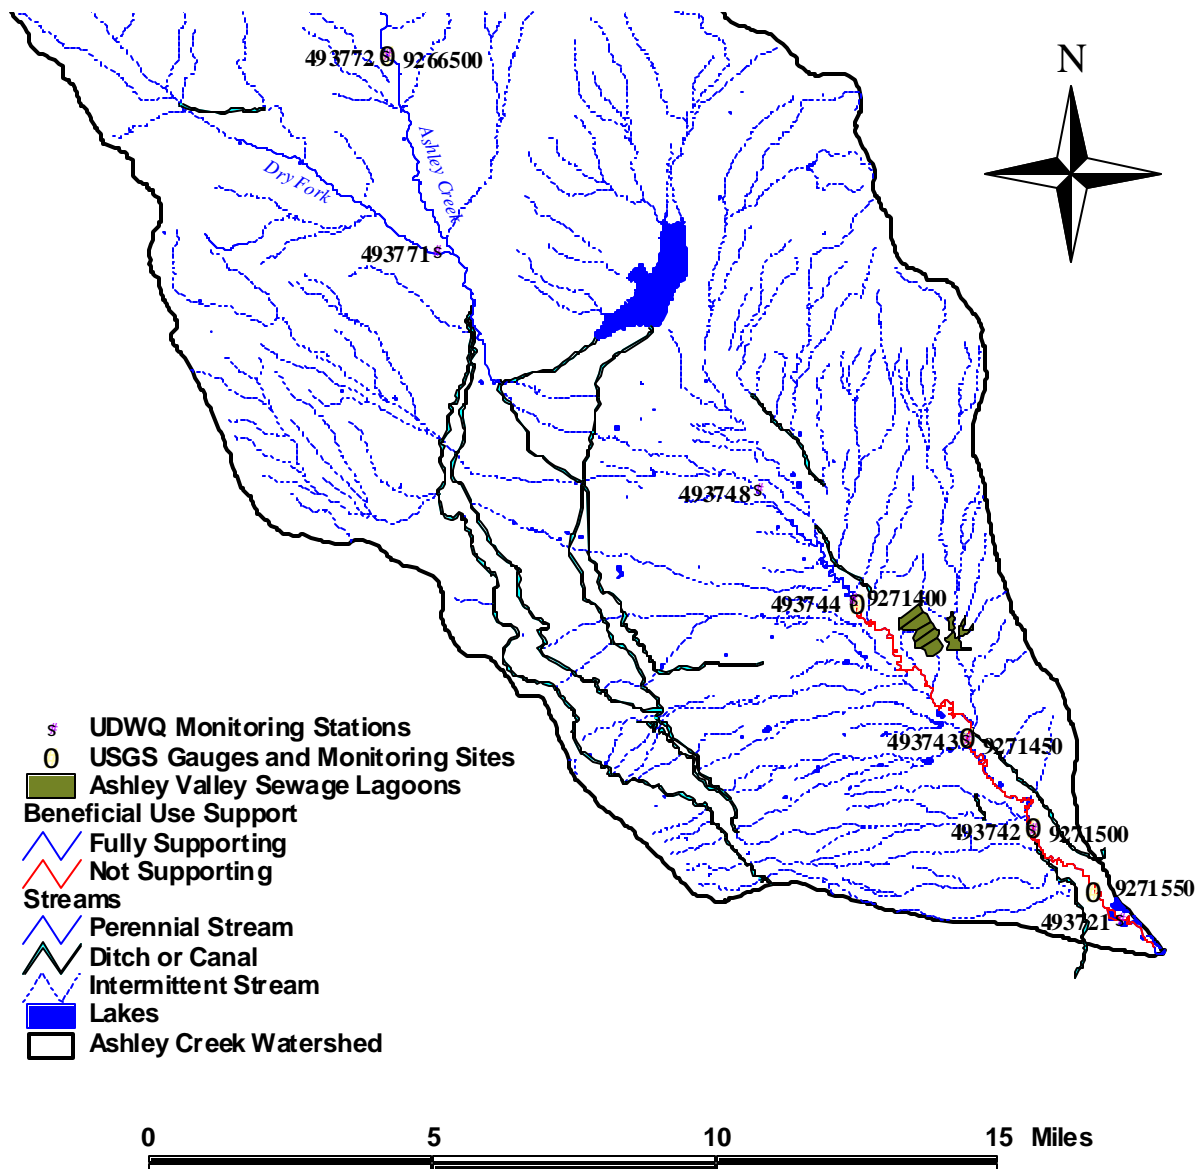 493772 9266500
N
Ashley Creek
Dry Fork
493771
493748
493744 9271400
493743 9271450
493742 9271500
9271550
493721
s UDWQ Monitoring Stations
0 USGS Gauges and Monitoring Sites
Ashley Valley Sewage Lagoons
Beneficial Use Support
Fully Supporting
Not Supporting
Streams
Perennial Stream
Ditch or Canal
Intermittent Stream
Lakes
Ashley Creek Watershed
0 5 10 15 Miles